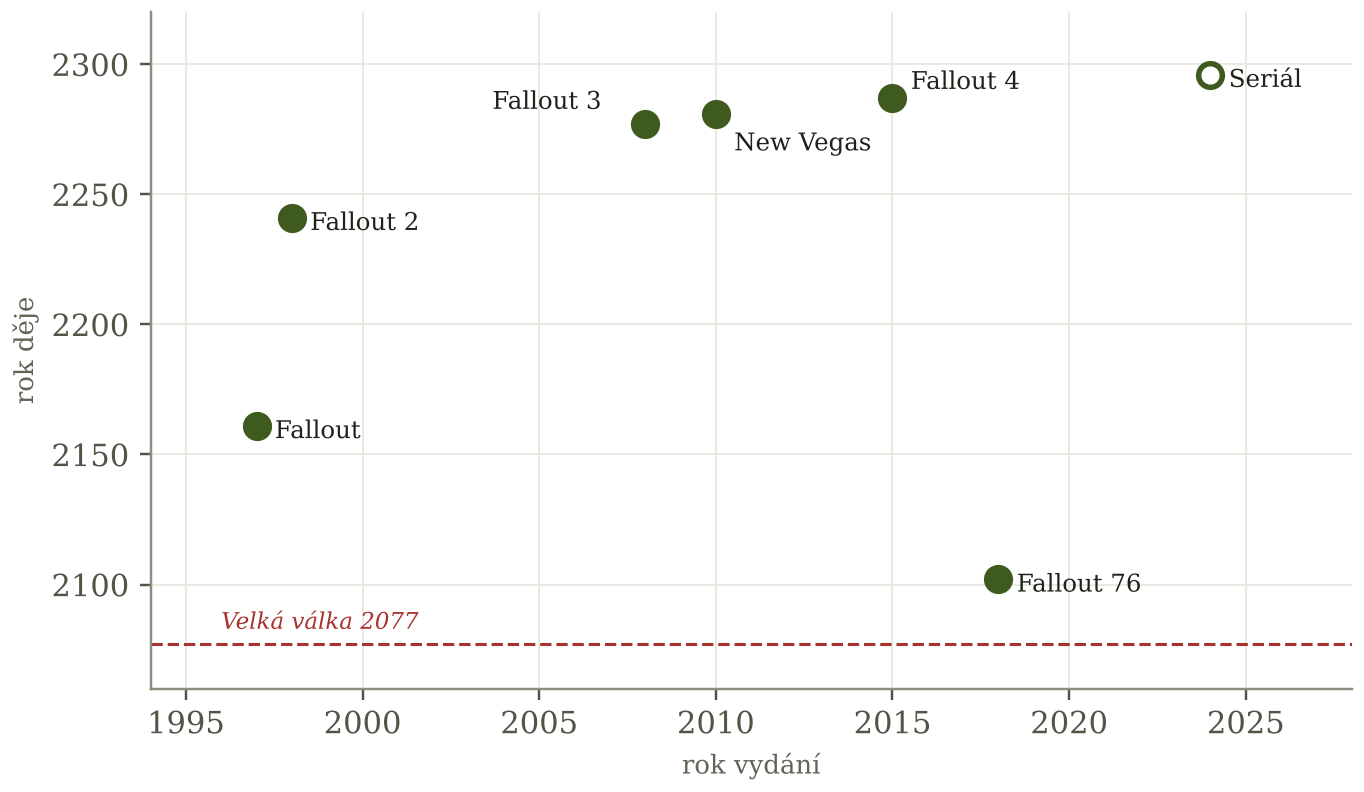 2300
2250
2200
2150
2100
rok děje
Fallout 3
Fallout 4
Seriál
New Vegas
Fallout 2
Fallout
Fallout 76
Velká válka 2077
1995
2000
2005
2010
2015
2020
2025
rok vydání